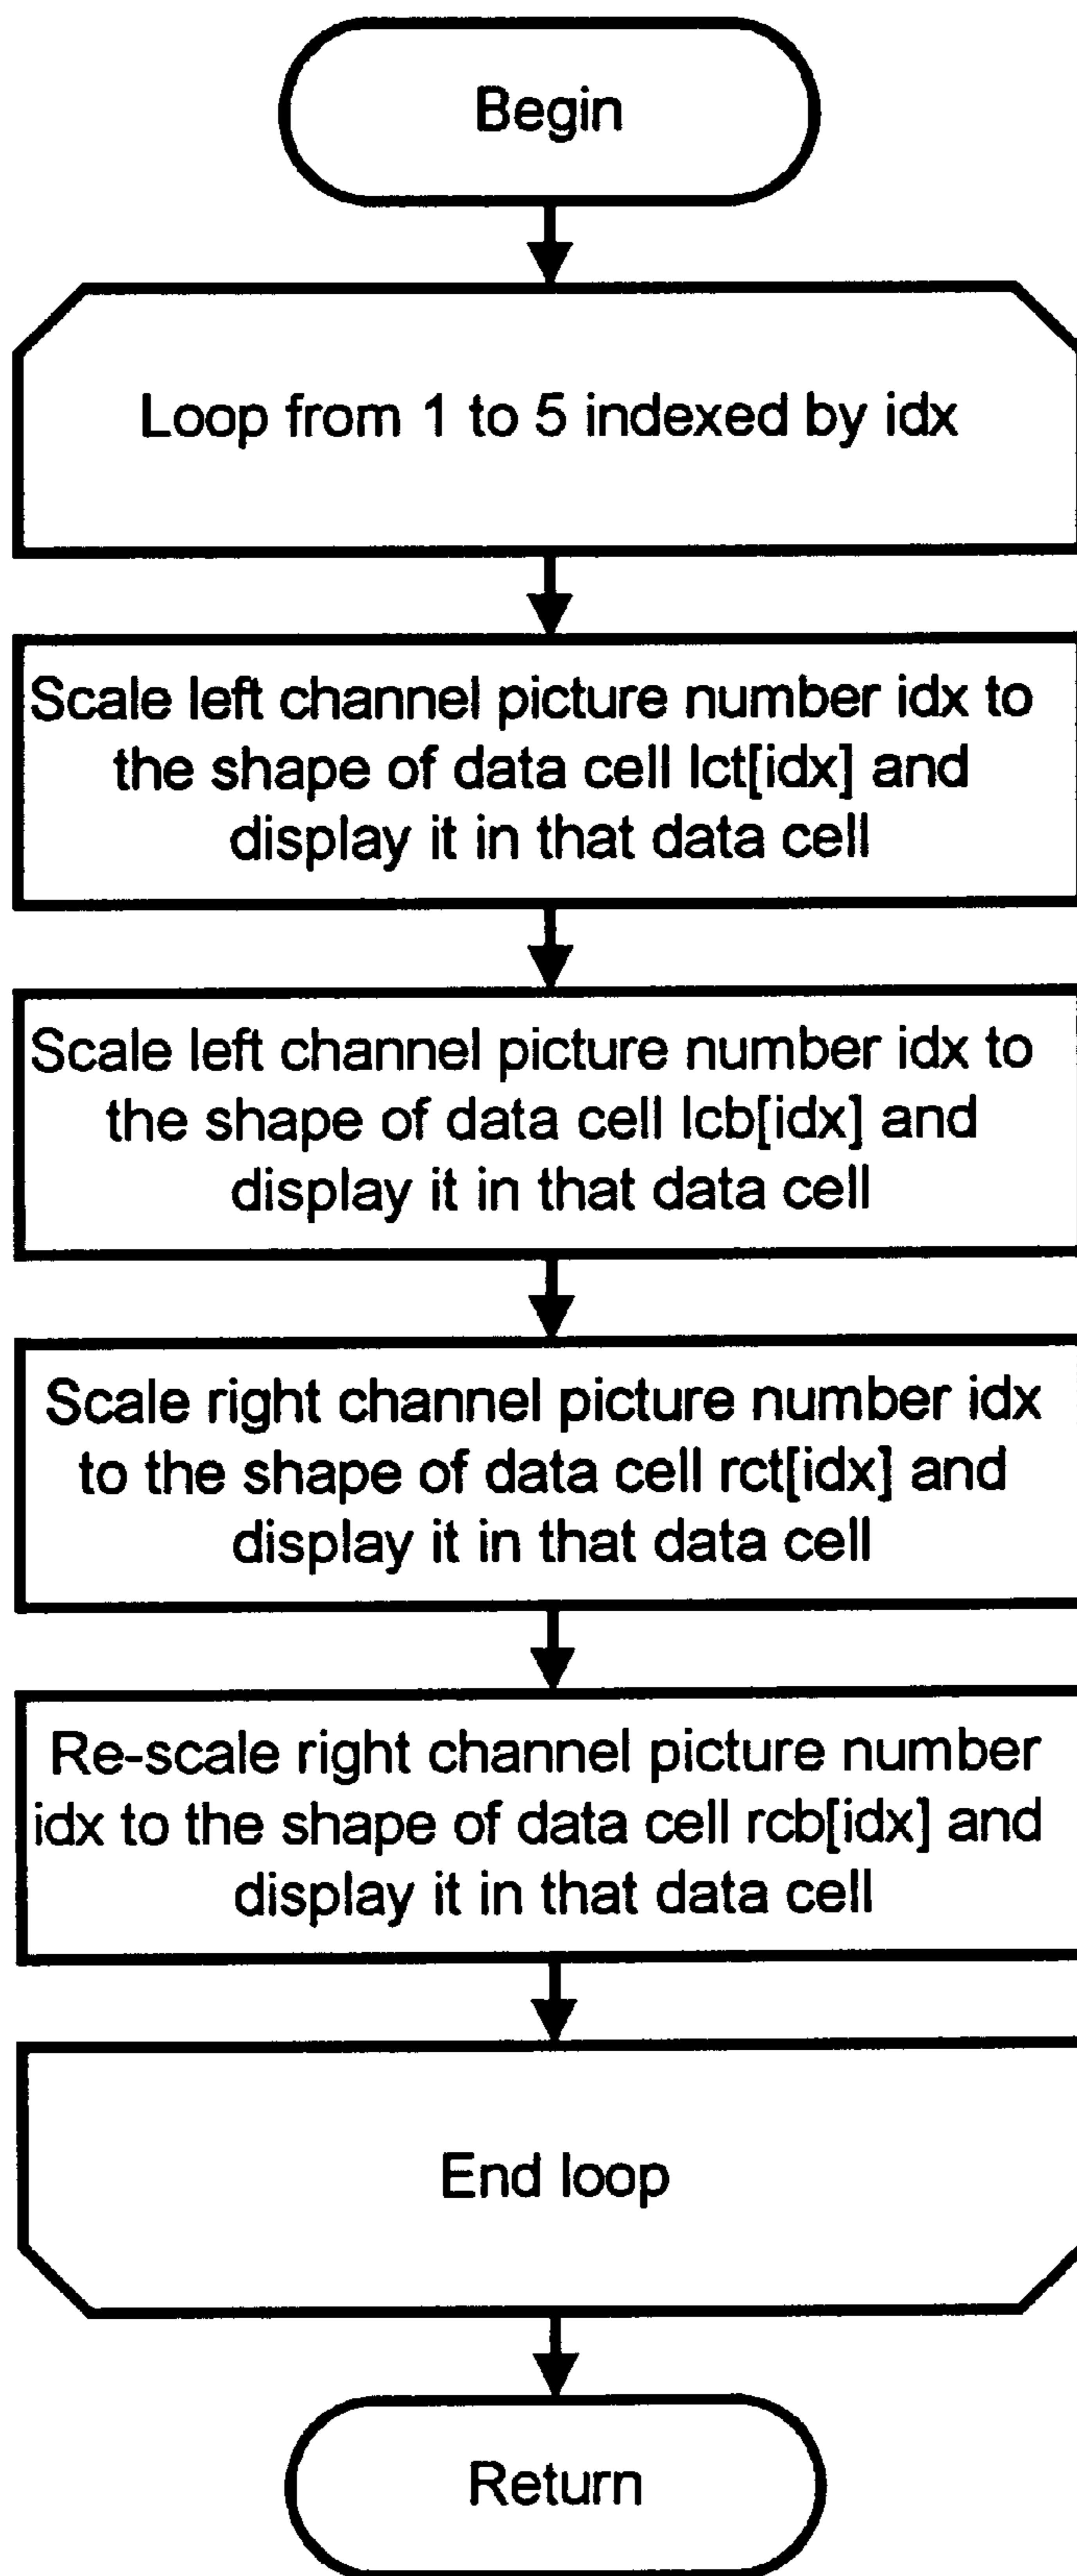 Begin
Loop from 1 to 5 indexed by idx
Scale left channel picture number idx to
the shape of data cell lct[idx] and
display it in that data cell
Scale left channel picture number idx to
the shape of data cell lcb[idx] and
display it in that data cell
Scale right channel picture number idx
to the shape of data cell rct[idx] and
display it in that data cell
Re-scale right channel picture number
idx to the shape of data cell rcb[idx] and
display it in that data cell
End loop
Return